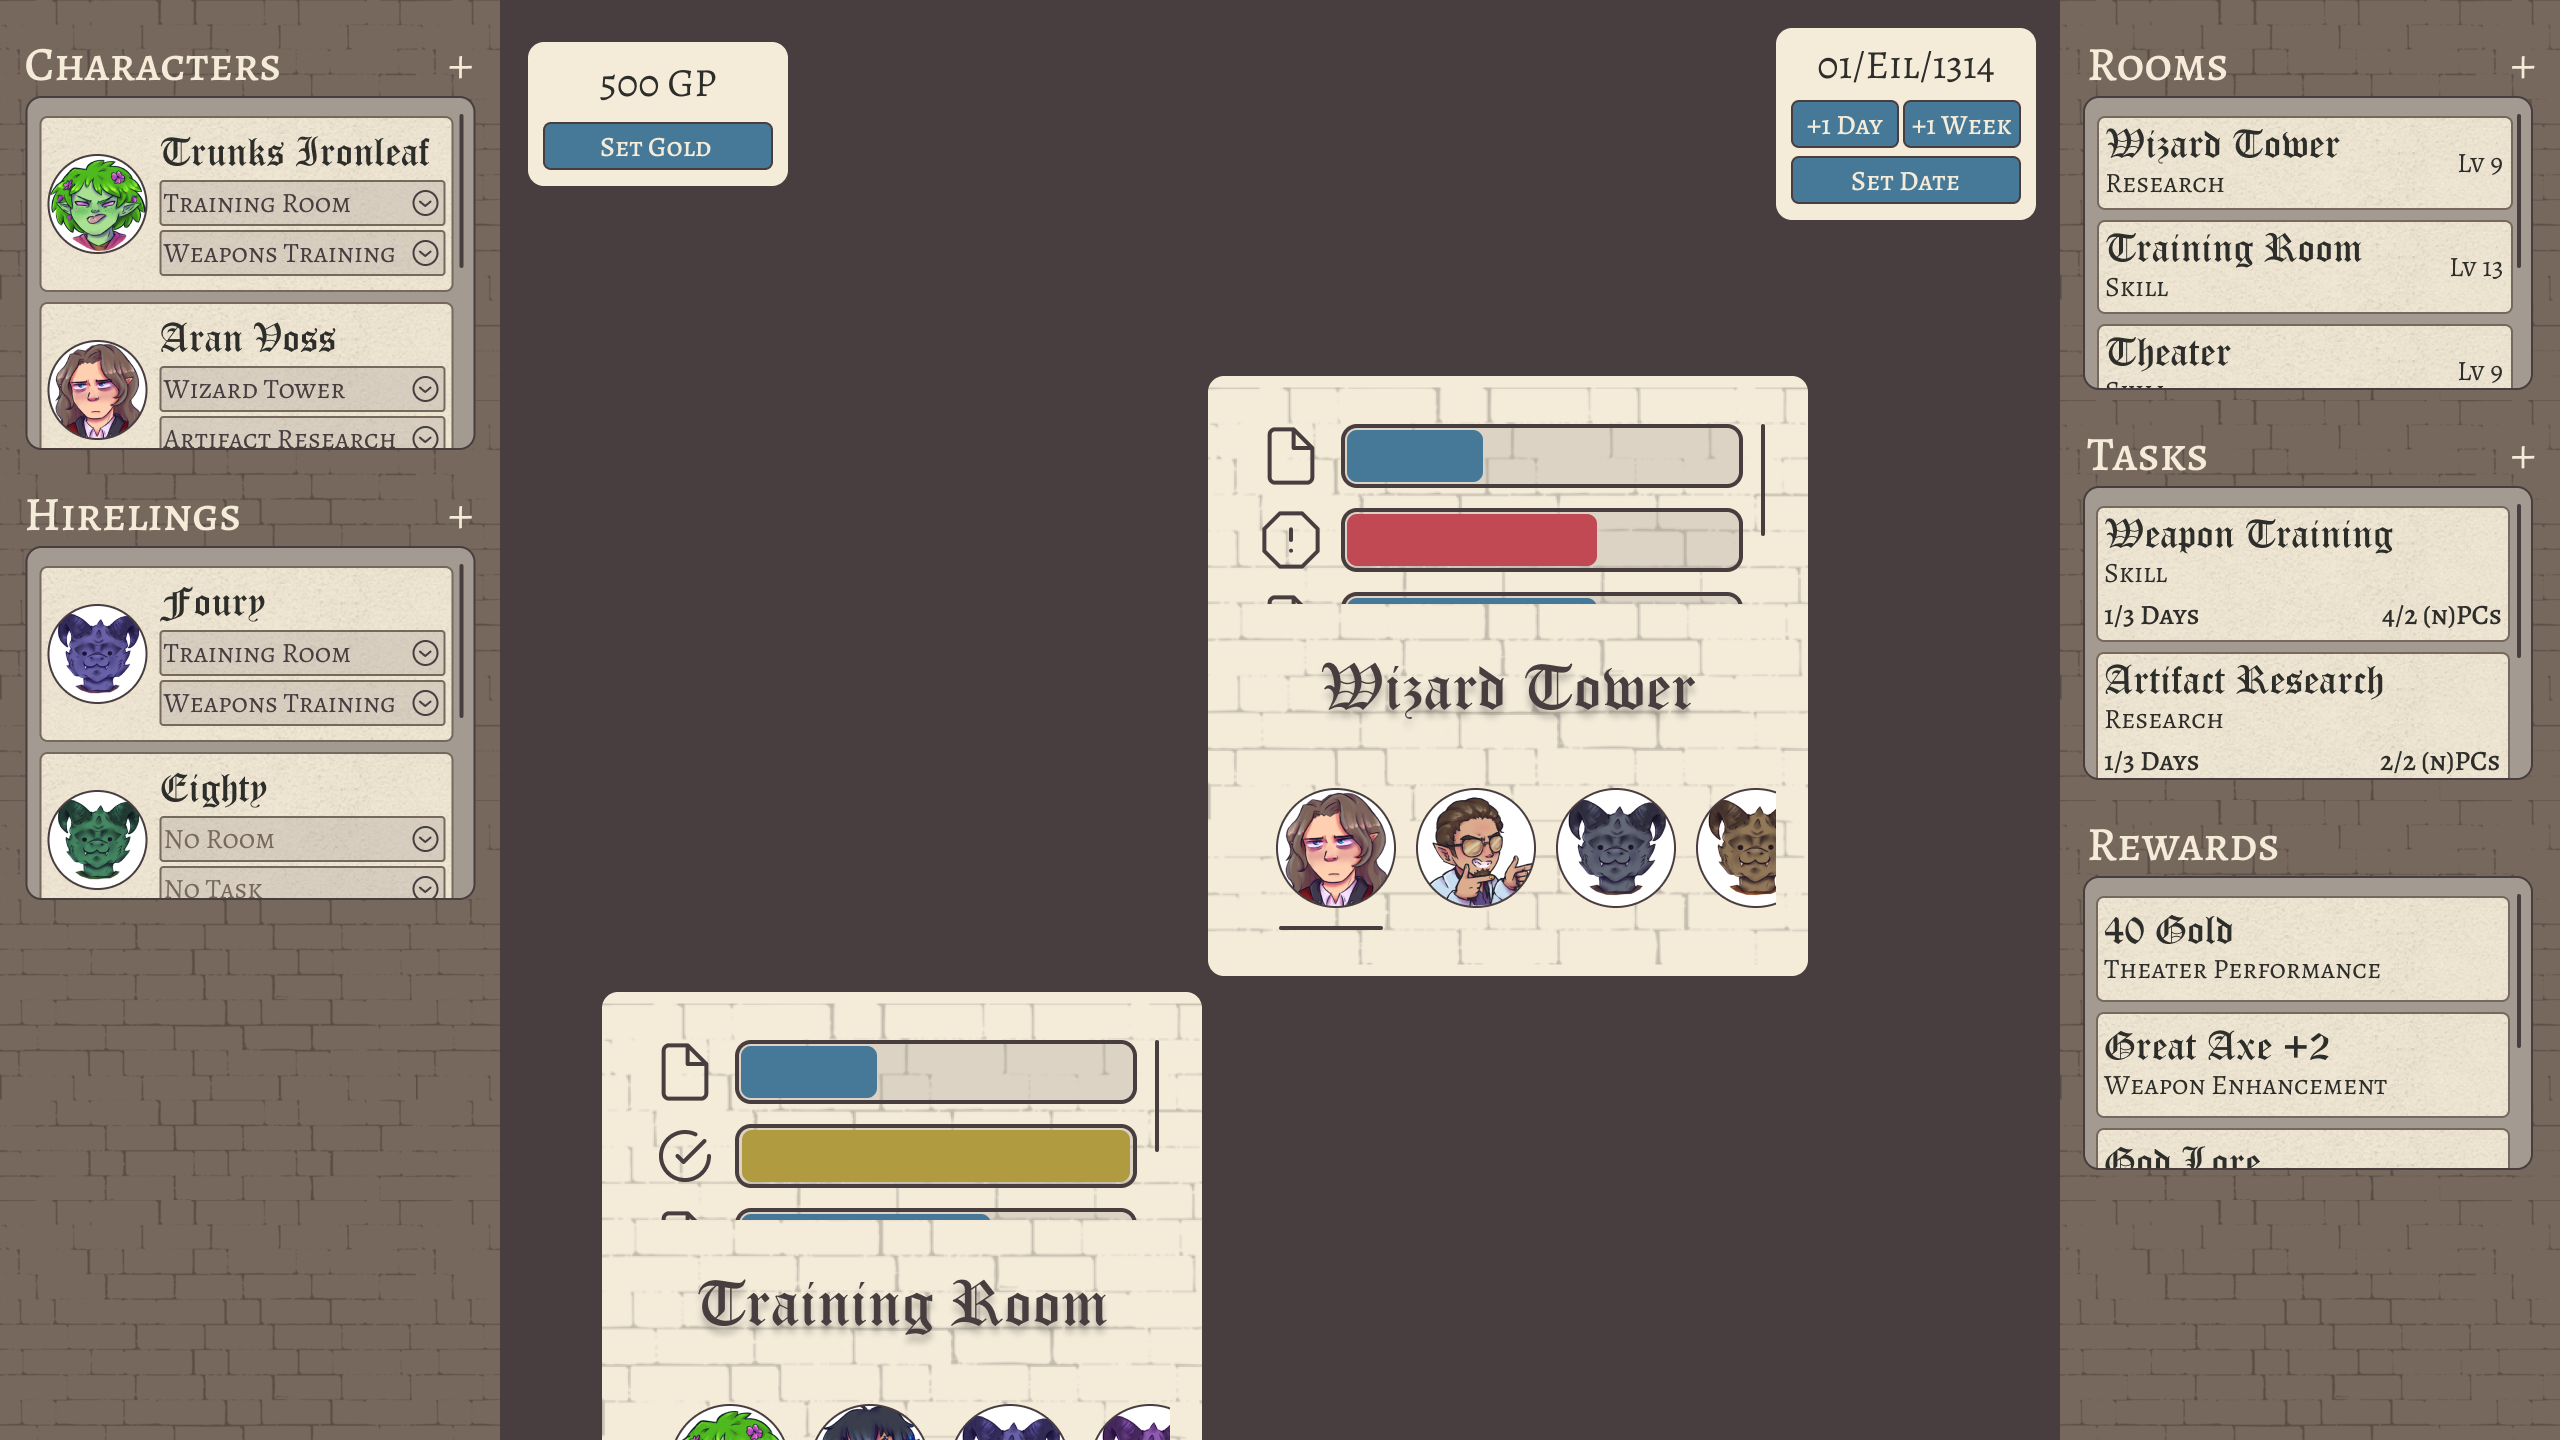 Characters
+
Trunks Ironleaf
Training Room
Weapons Training
Aran Voss
Wizard Tower
Artifact Research
Hirelings
+
Foury
Training Room
Weapons Training
Eighty
No Room
No Task
500 GP
Set Gold
01/Eil/1314
+1 Day
+1 Week
Set Date
Wizard Tower
Training Room
Rooms
+
Wizard Tower
Research
Lv 9
Training Room
Skill
Lv 13
Theater
Skill
Lv 9
Tasks
+
Weapon Training
Skill
1/3 Days
4/2 (n)PCs
Artifact Research
Research
1/3 Days
2/2 (n)PCs
Rewards
40 Gold
Theater Performance
Great Axe +2
Weapon Enhancement
God Lore